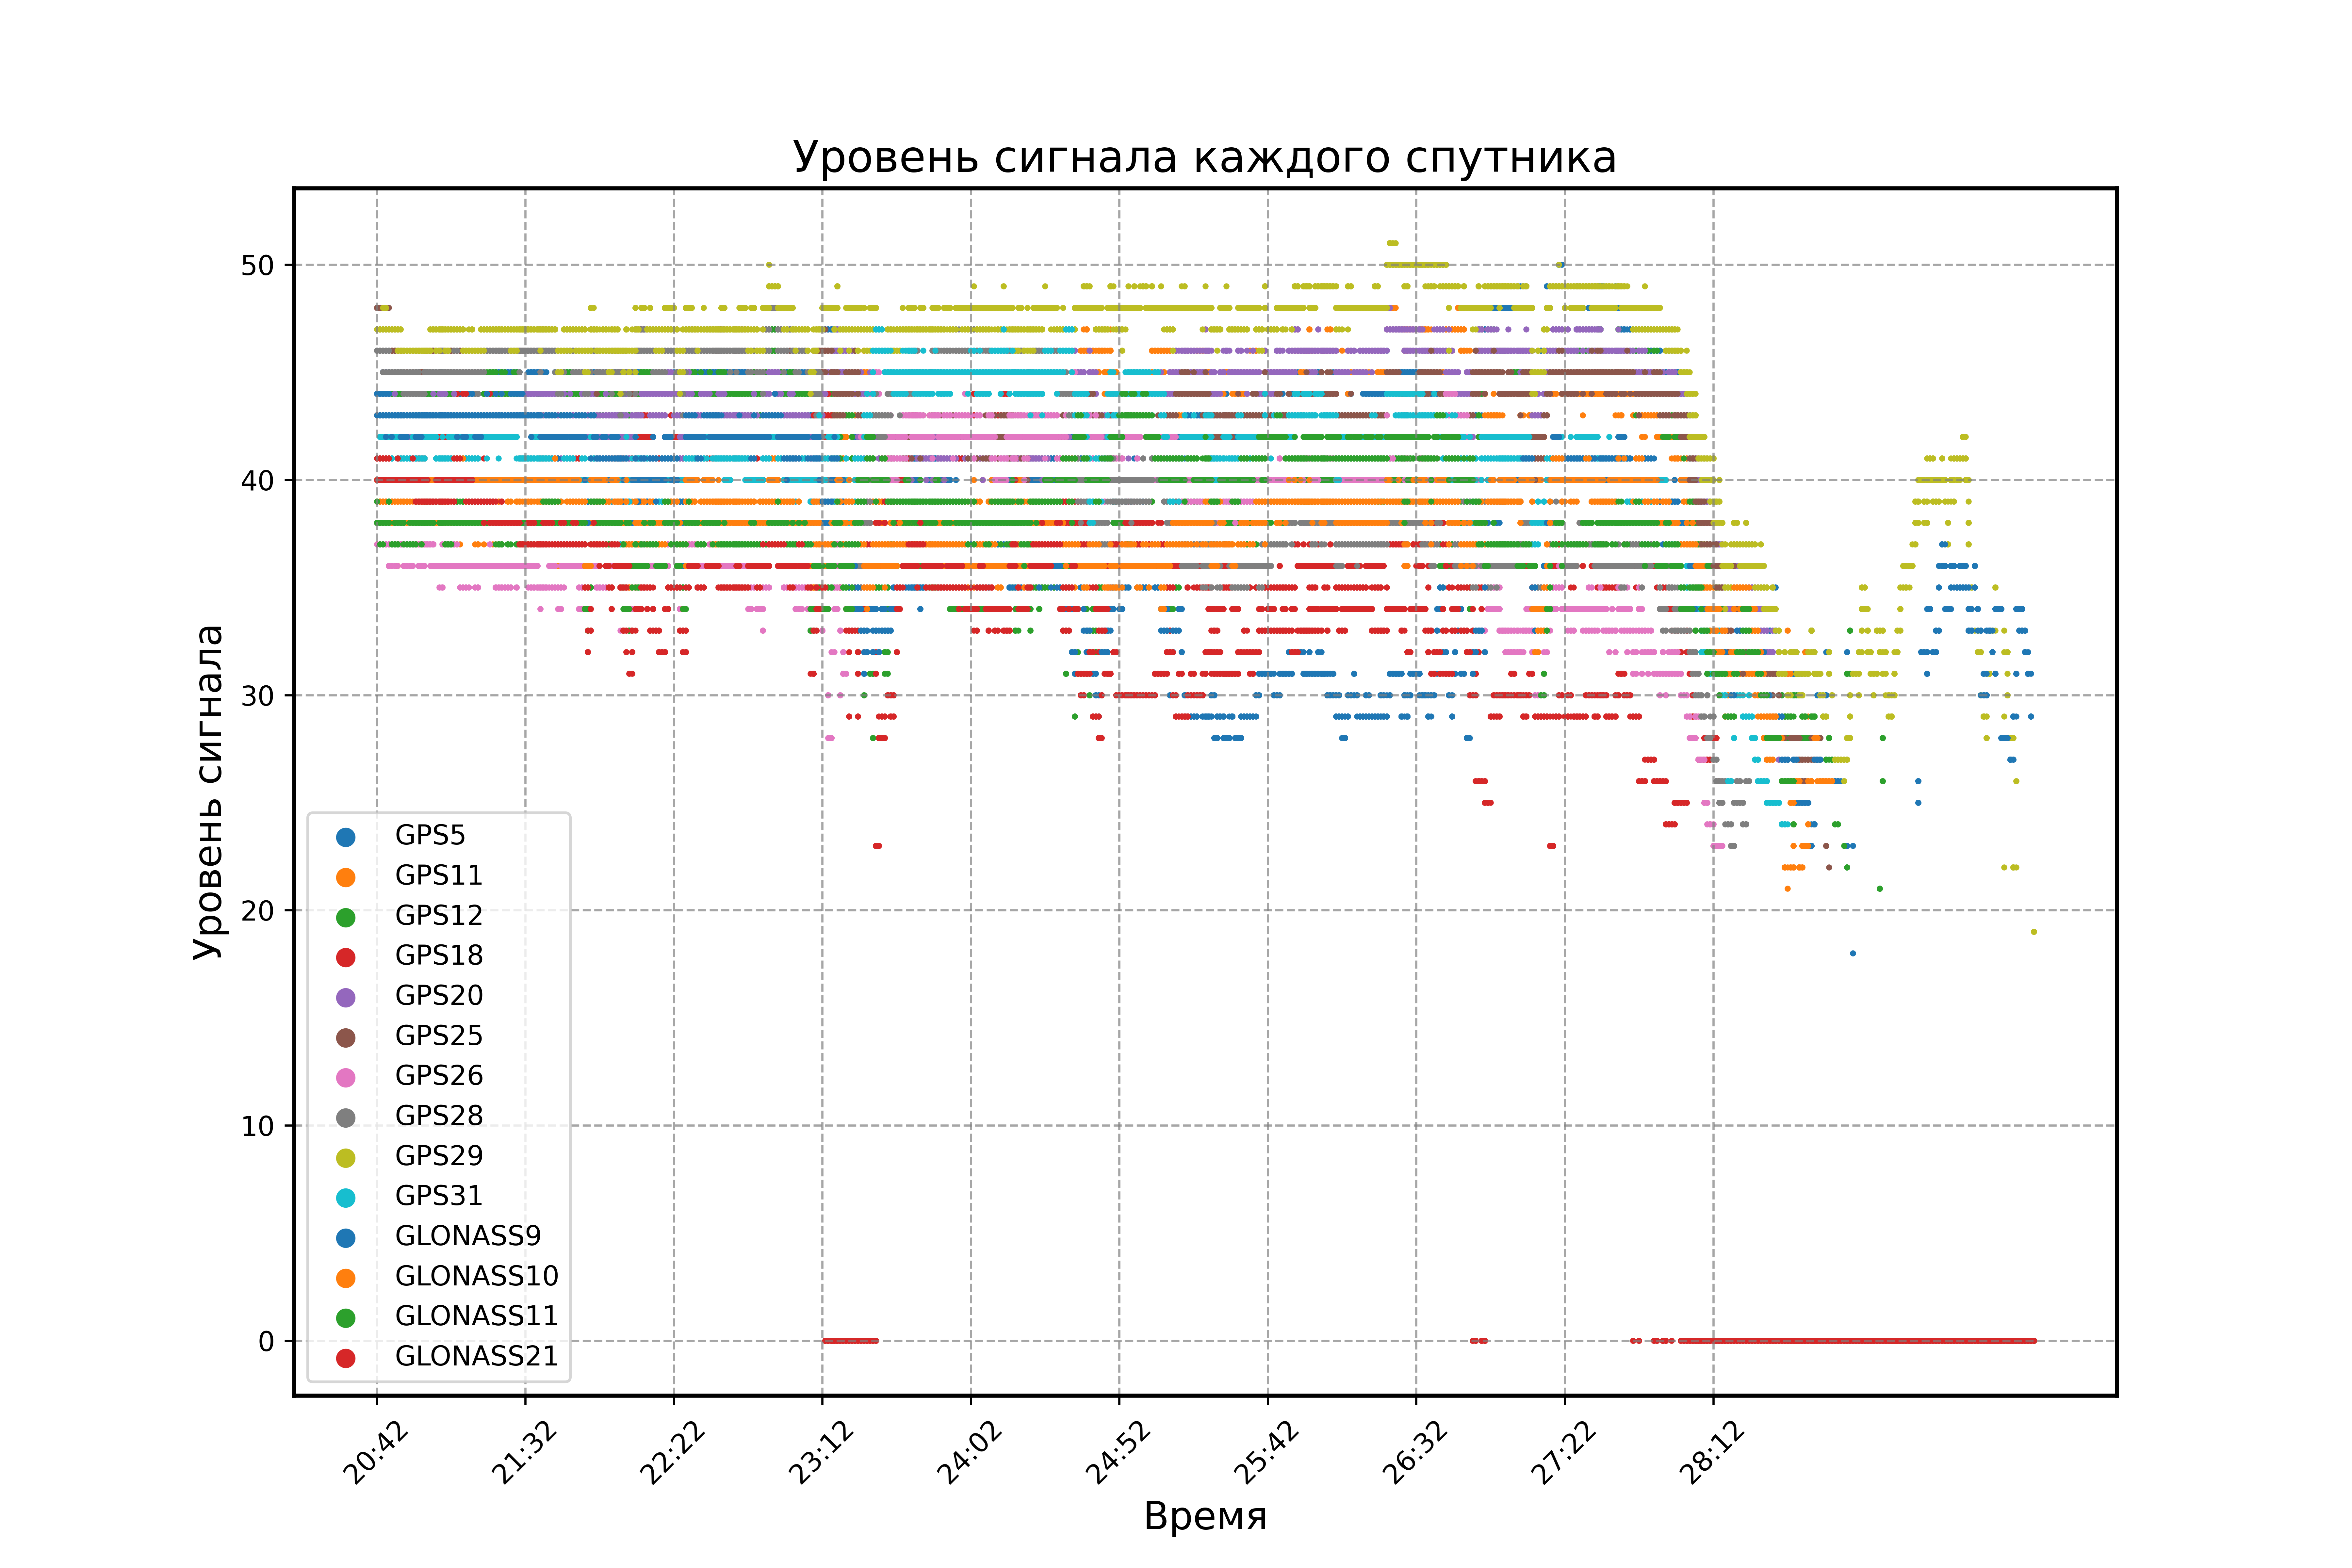 Уровень сигнала каждого спутника
Уровень сигнала
50
40
30
20
10
0
GPS5
GPS11
GPS12
GPS18
GPS20
GPS25
GPS26
GPS28
GPS29
GPS31
GLONASS9
GLONASS10
GLONASS11
GLONASS21
20:42
21:32
22:22
23:12
24:02
24:52
25:42
26:32
27:22
28:12
Время